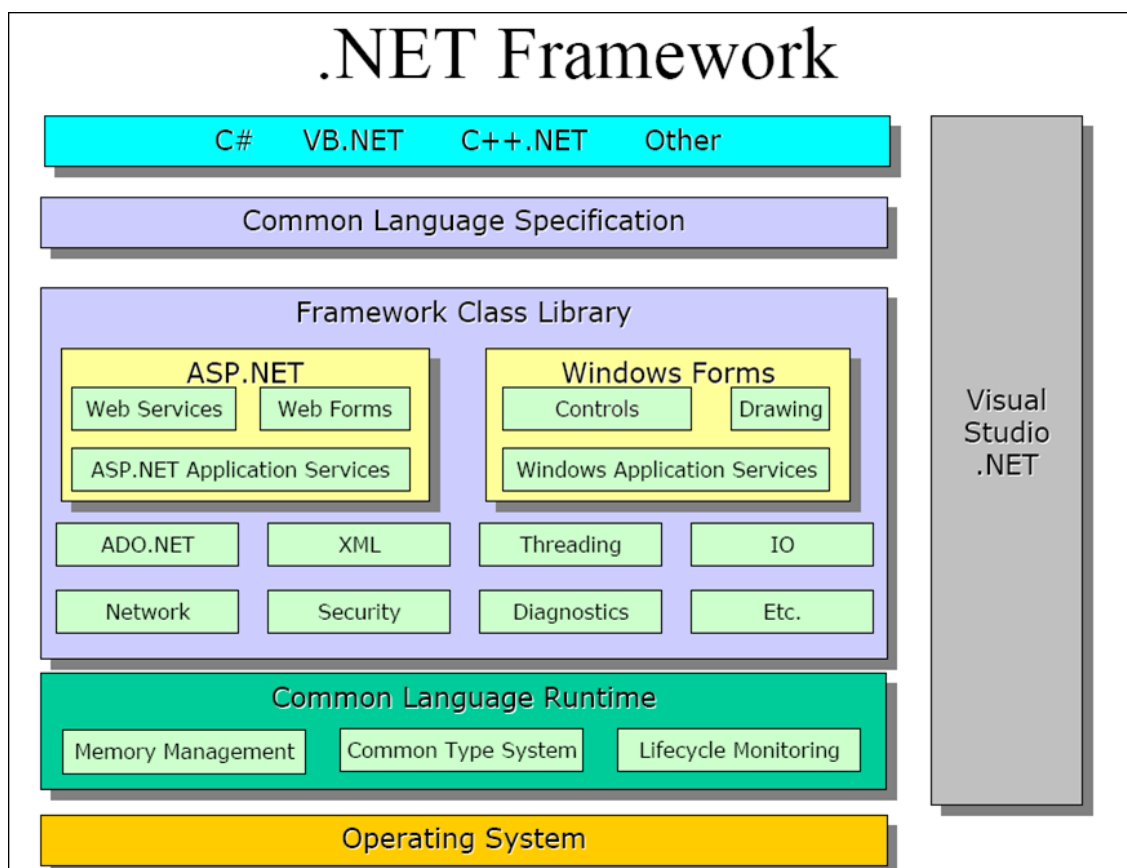 .NET Framework
C# VB.NET C++.NET Other
Common Language Specification
Framework Class Library
ASP.NET
Web Services Web Forms
ASP.NET Application Services
Windows Forms
Controls Drawing
Windows Application Services
ADO.NET XML Threading IO
Network Security Diagnostics Etc.
Common Language Runtime
Memory Management Common Type System Lifecycle Monitoring
Operating System
Visual
Studio
.NET